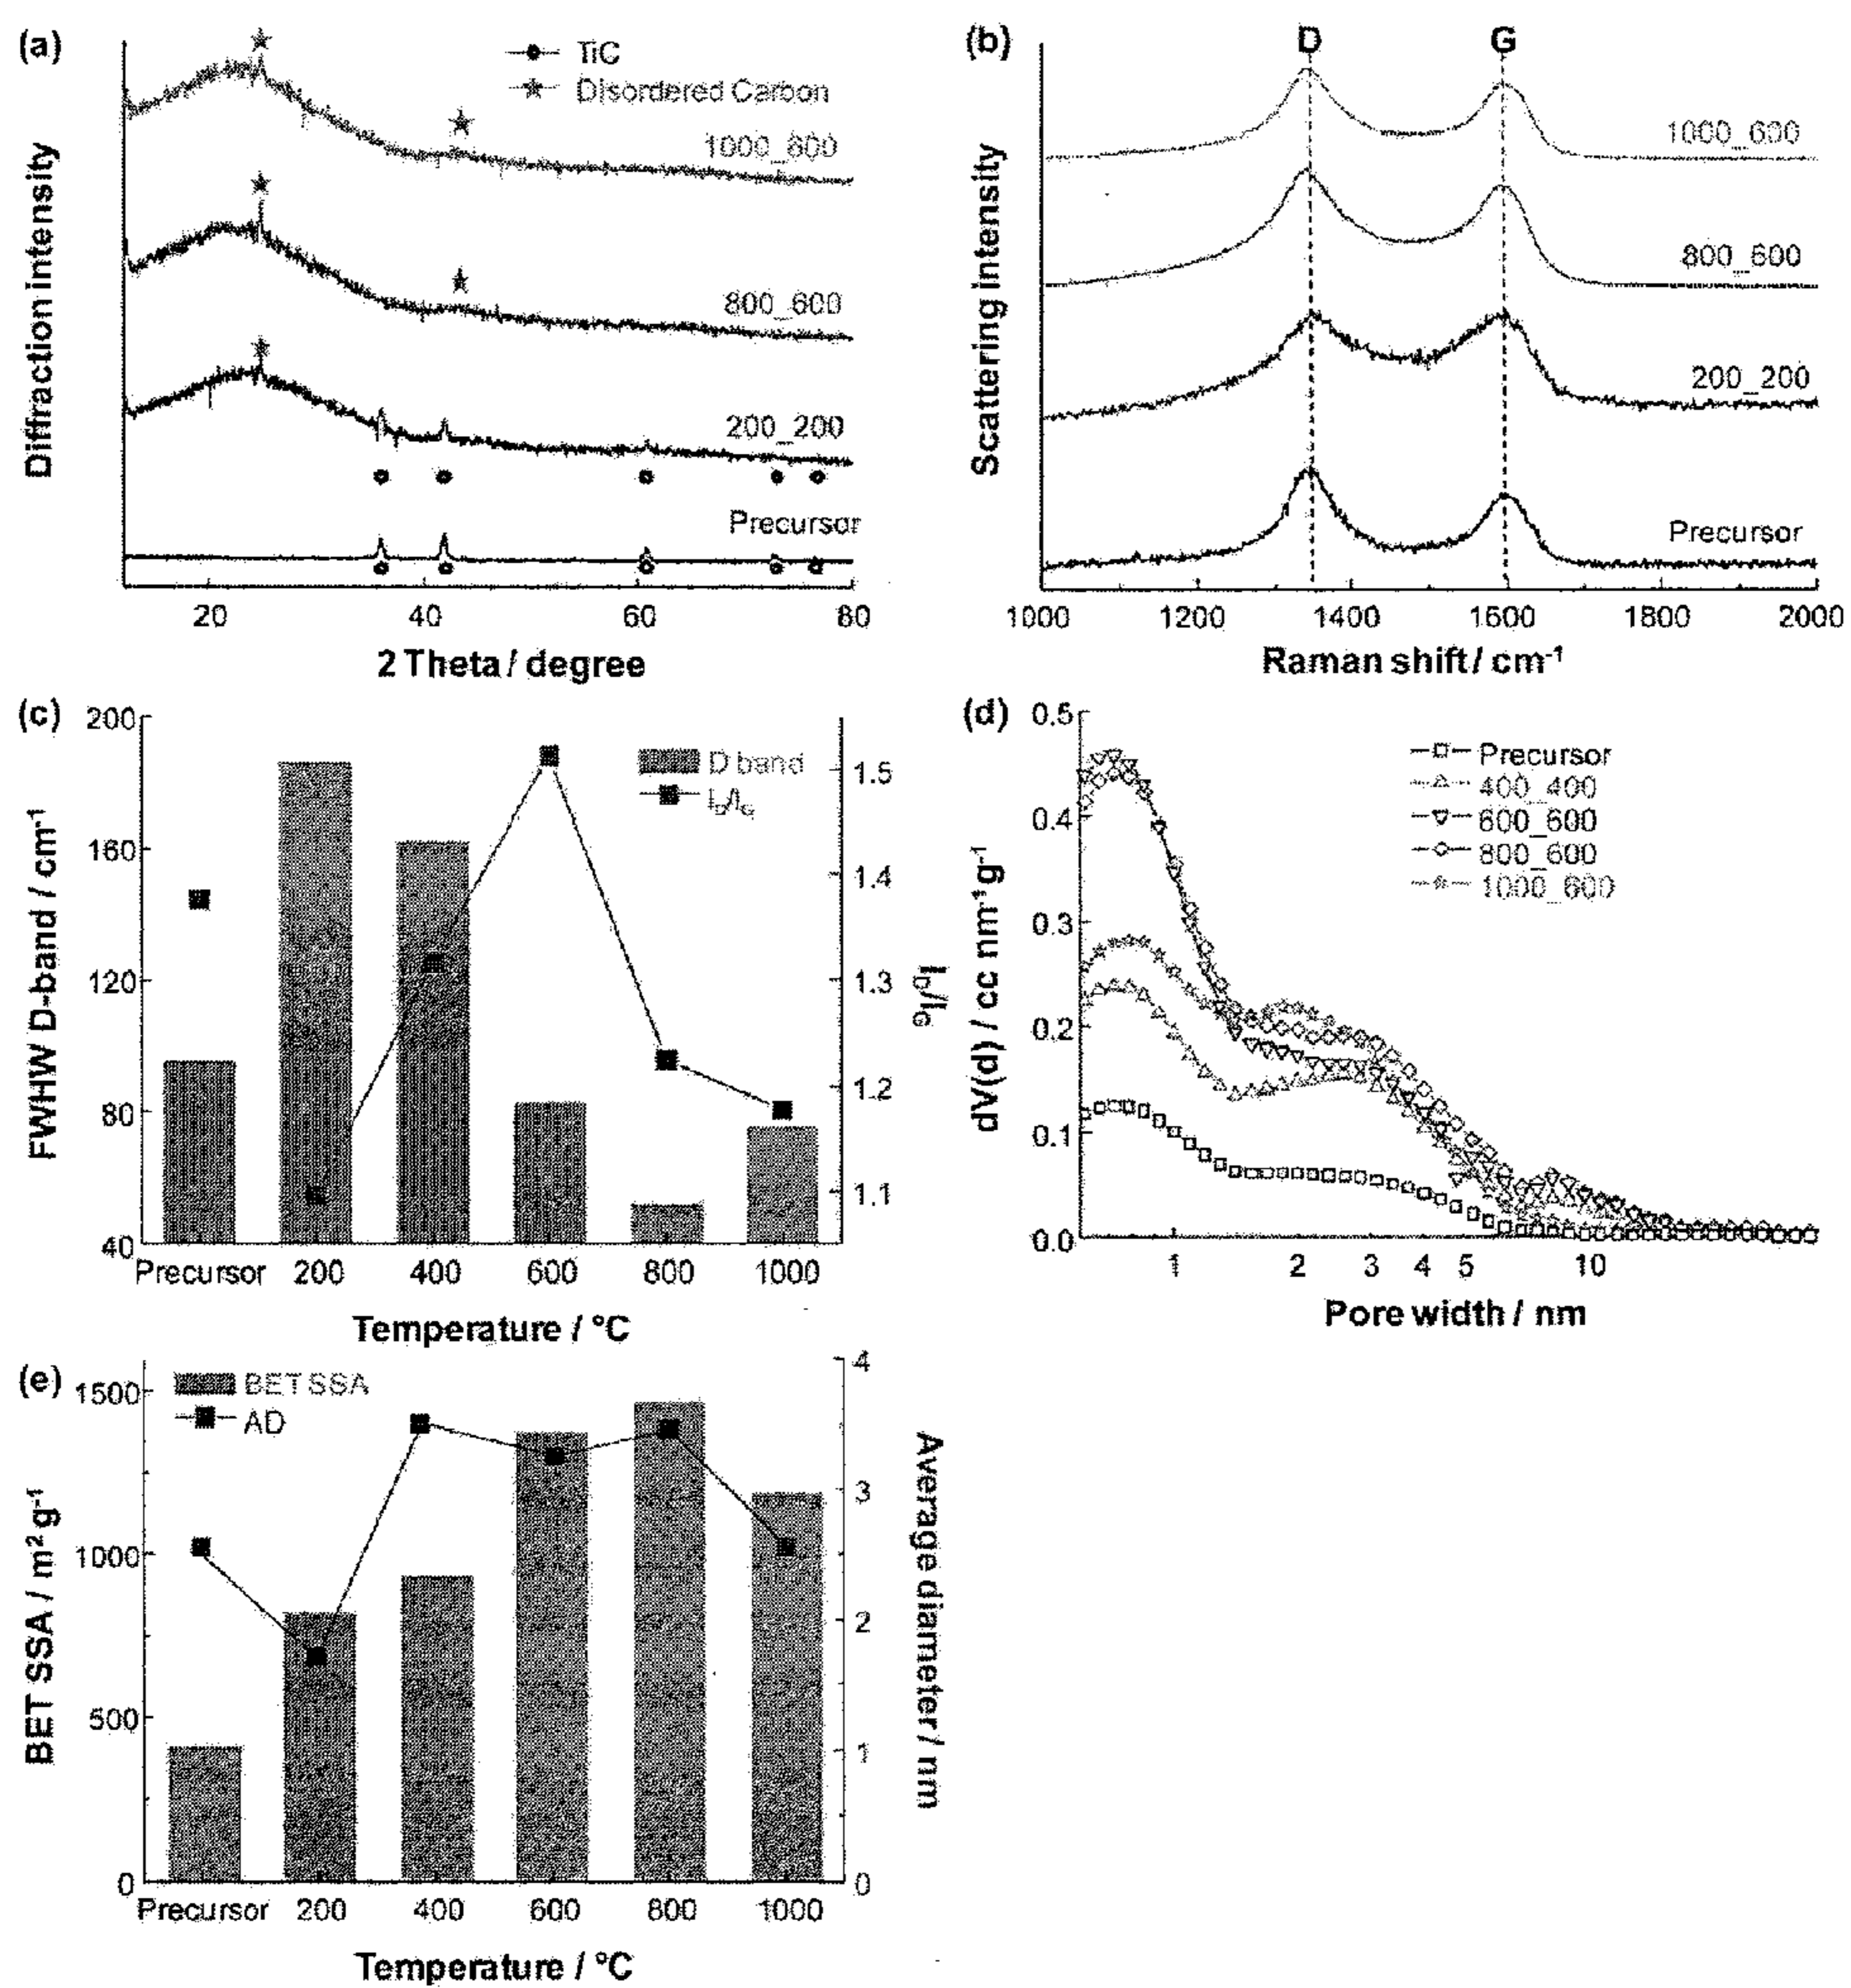 (a)
TiC
Disordered Carbon
1000_600
800_600
200_200
Precursor
Diffraction intensity
20 40 60 80
2 Theta / degree
(b)
D G
1000_600
800_600
200_200
Precursor
Scattering intensity
1000 1200 1400 1600 1800 2000
Raman shift / cm-1
(c)
200
160
120
80
40
FWHW D-band / cm-1
D band
ID/IG
1.5
1.4
1.3
1.2
1.1
ID/IG
Precursor 200 400 600 800 1000
Temperature / °C
(d)
0.5
0.4
0.3
0.2
0.1
0.0
dV(d) / cc nm-1g-1
Precursor
400_400
600_600
800_600
1000_600
1 2 3 4 5 10
Pore width / nm
(e)
1500
1000
500
0
BET SSA / m2 g-1
BET SSA
AD
4
3
2
1
0
Average diameter / nm
Precursor 200 400 600 800 1000
Temperature / °C